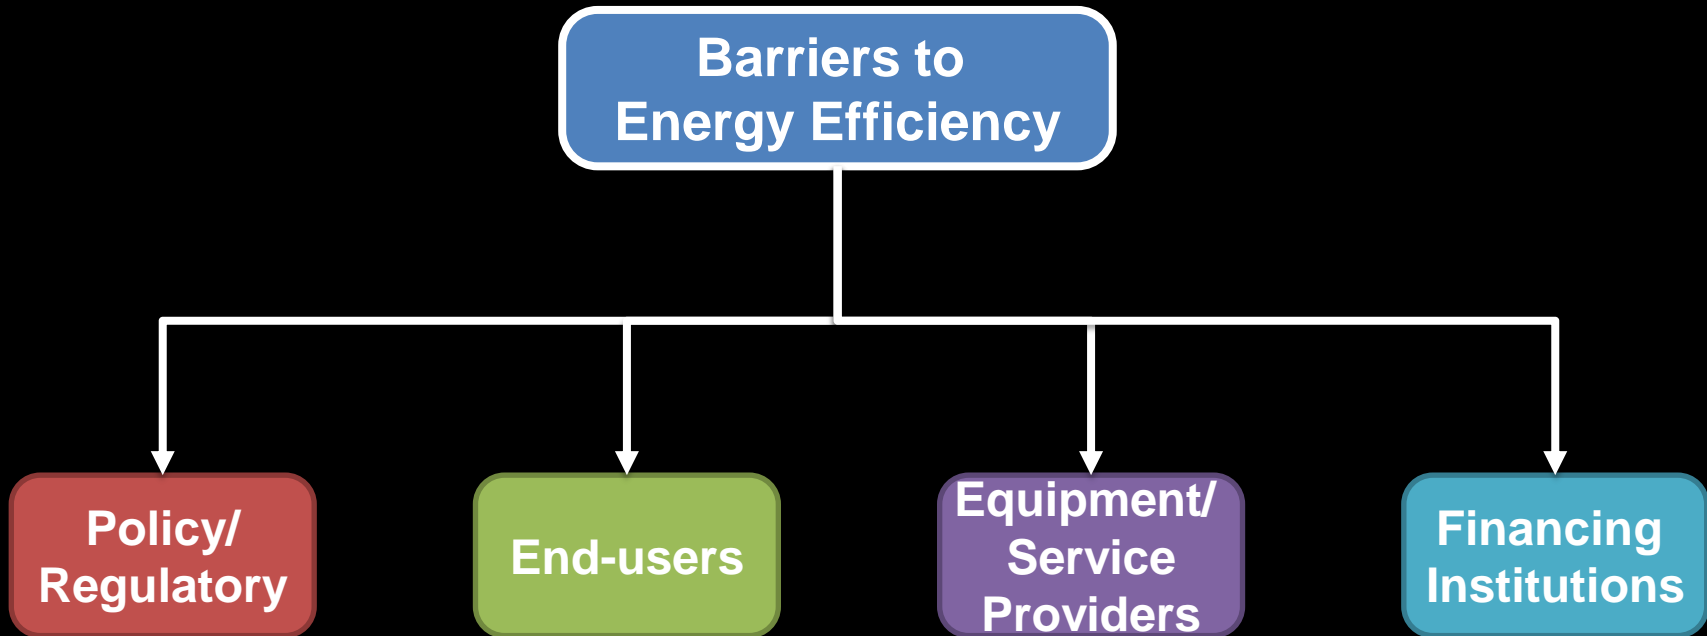 Barriers to
Energy Efficiency
Policy/
Regulatory
End-users
Equipment/
Service
Providers
Financing
Institutions